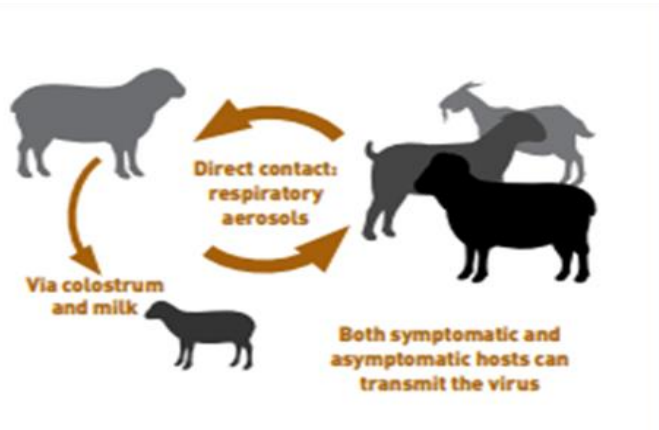 Direct contact:
respiratory
aerosols
Via colostrum
and milk
Both symptomatic and
asymptomatic hosts can
transmit the virus